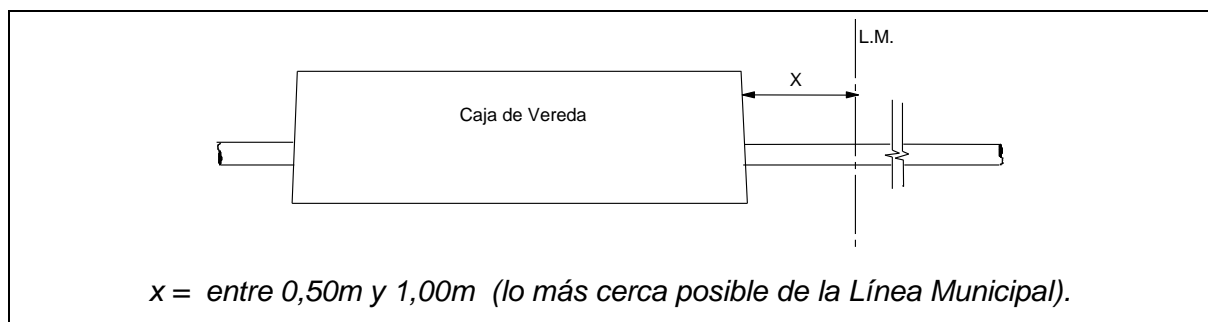 L.M.
X
Caja de Vereda
x = entre 0,50m y 1,00m (lo más cerca posible de la Línea Municipal).